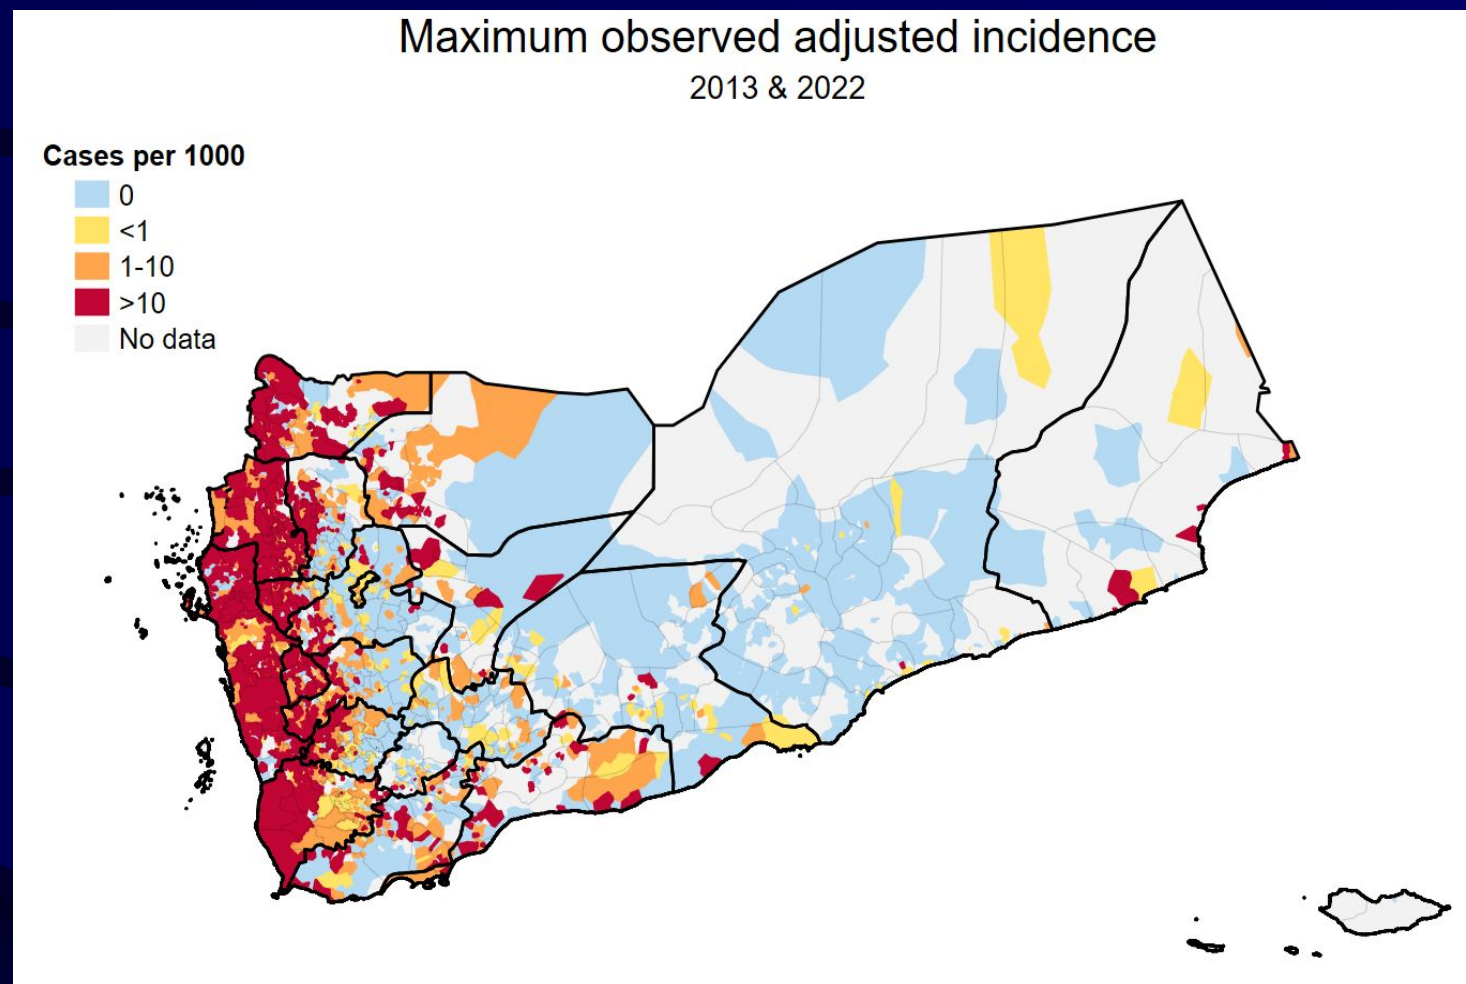 Maximum observed adjusted incidence
2013 & 2022
Cases per 1000
0
<1
1-10
>10
No data